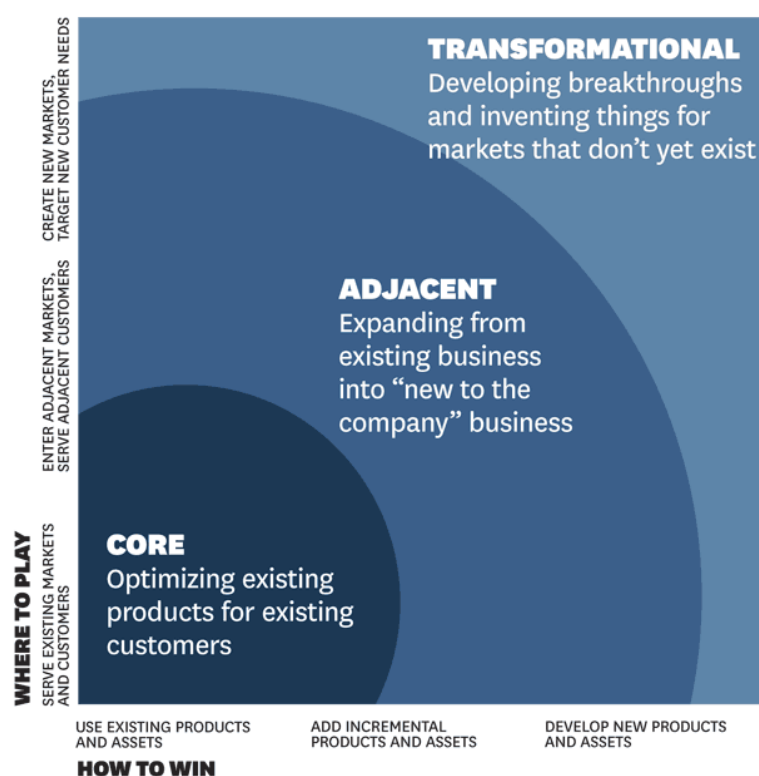 TRANSFORMATIONAL
Developing breakthroughs
and inventing things for
markets that don’t yet exist
ADJACENT
Expanding from
existing business
into “new to the
company” business
CORE
Optimizing existing
products for existing
customers
WHERE TO PLAY
CREATE NEW MARKETS,
TARGET NEW CUSTOMER NEEDS
ENTER ADJACENT MARKETS,
SERVE ADJACENT CUSTOMERS
SERVE EXISTING MARKETS
AND CUSTOMERS
USE EXISTING PRODUCTS
AND ASSETS
ADD INCREMENTAL
PRODUCTS AND ASSETS
DEVELOP NEW PRODUCTS
AND ASSETS
HOW TO WIN